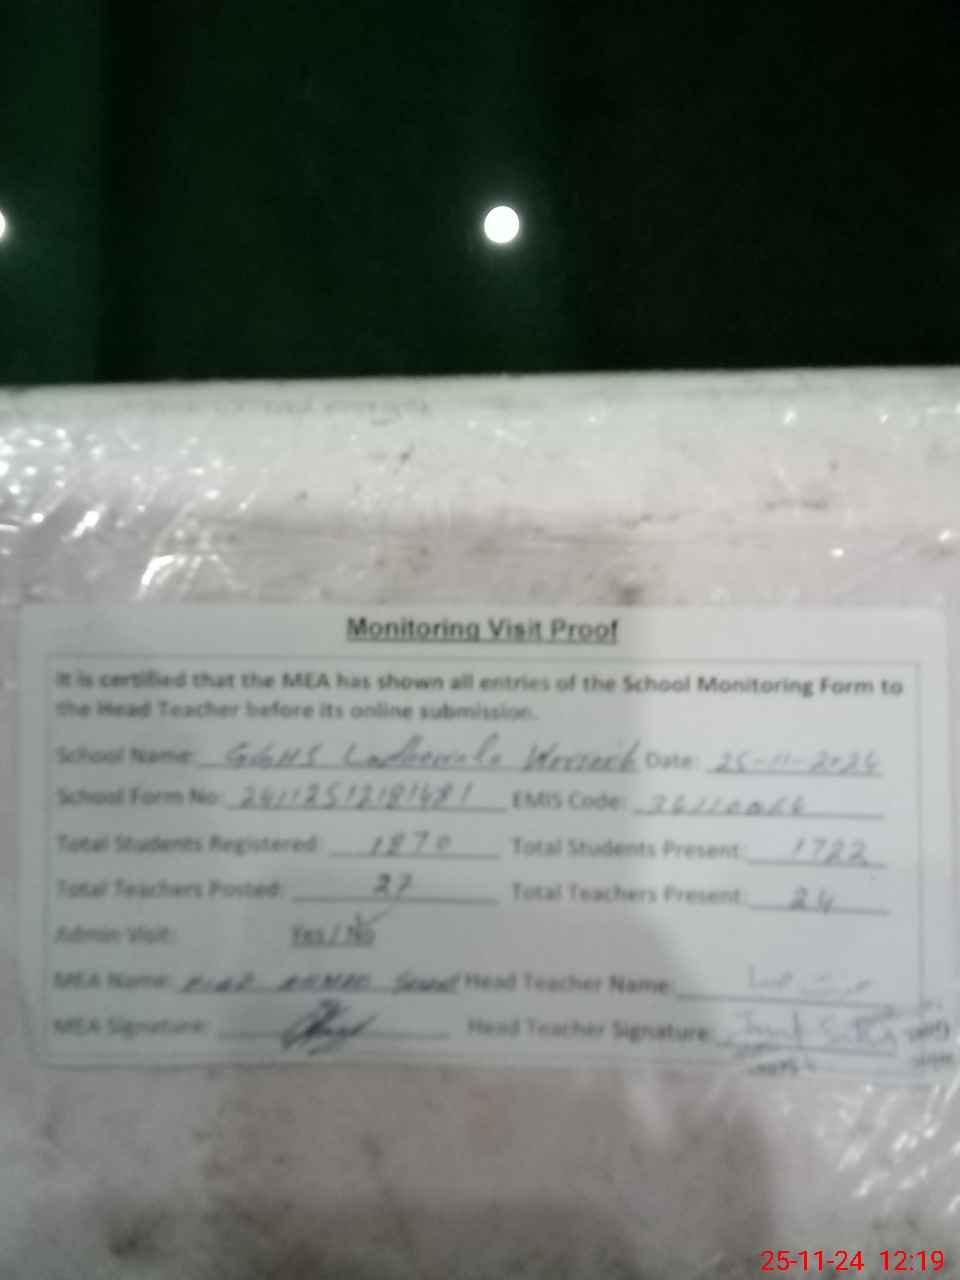 Monitoring Visit Proof
It is certified that the MEA has shown all entries of the School Monitoring Form to
the Head Teacher before its online submission.
School Name: GGHS Date: 25-11-2024
School Form No: 24112512181481 EMIS Code:
Total Students Registered: 1870 Total Students Present: 1722
Total Teachers Posted: 27 Total Teachers Present: 24
Admin Visit: Yes / No
MEA Name: Head Teacher Name:
MEA Signature: Head Teacher Signature:
25-11-24 12:19